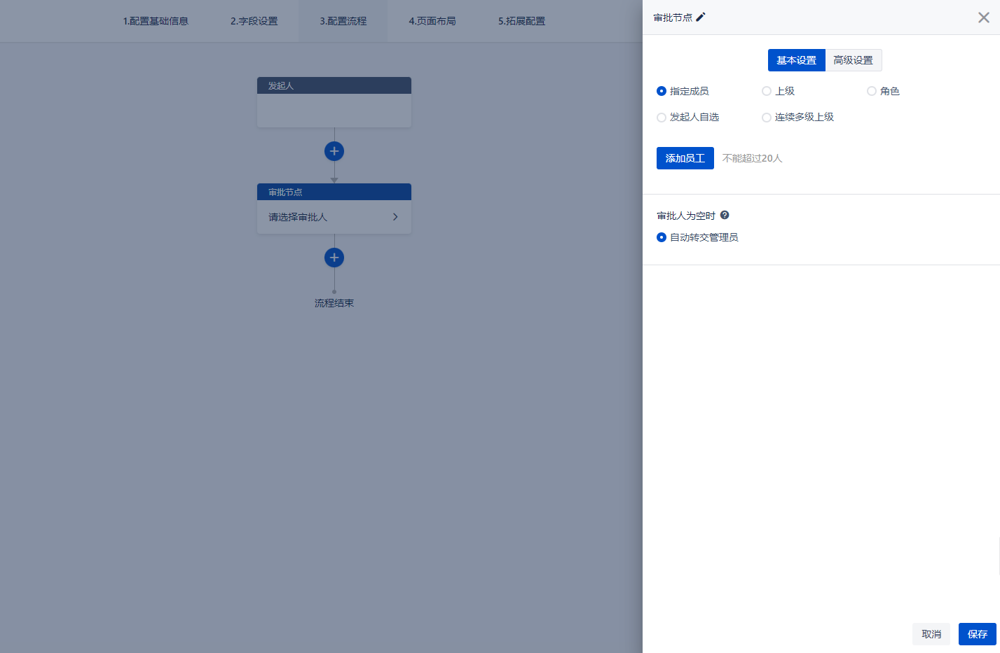 1.配置基础信息 2.字段设置 3.配置流程 4.页面布局 5.拓展配置
发起人
审批节点
请选择审批人
流程结束
审批节点
基本设置 高级设置
指定成员 上级 角色
发起人自选 连续多级上级
添加员工 不能超过20人
审批人为空时
自动转交管理员
取消 保存